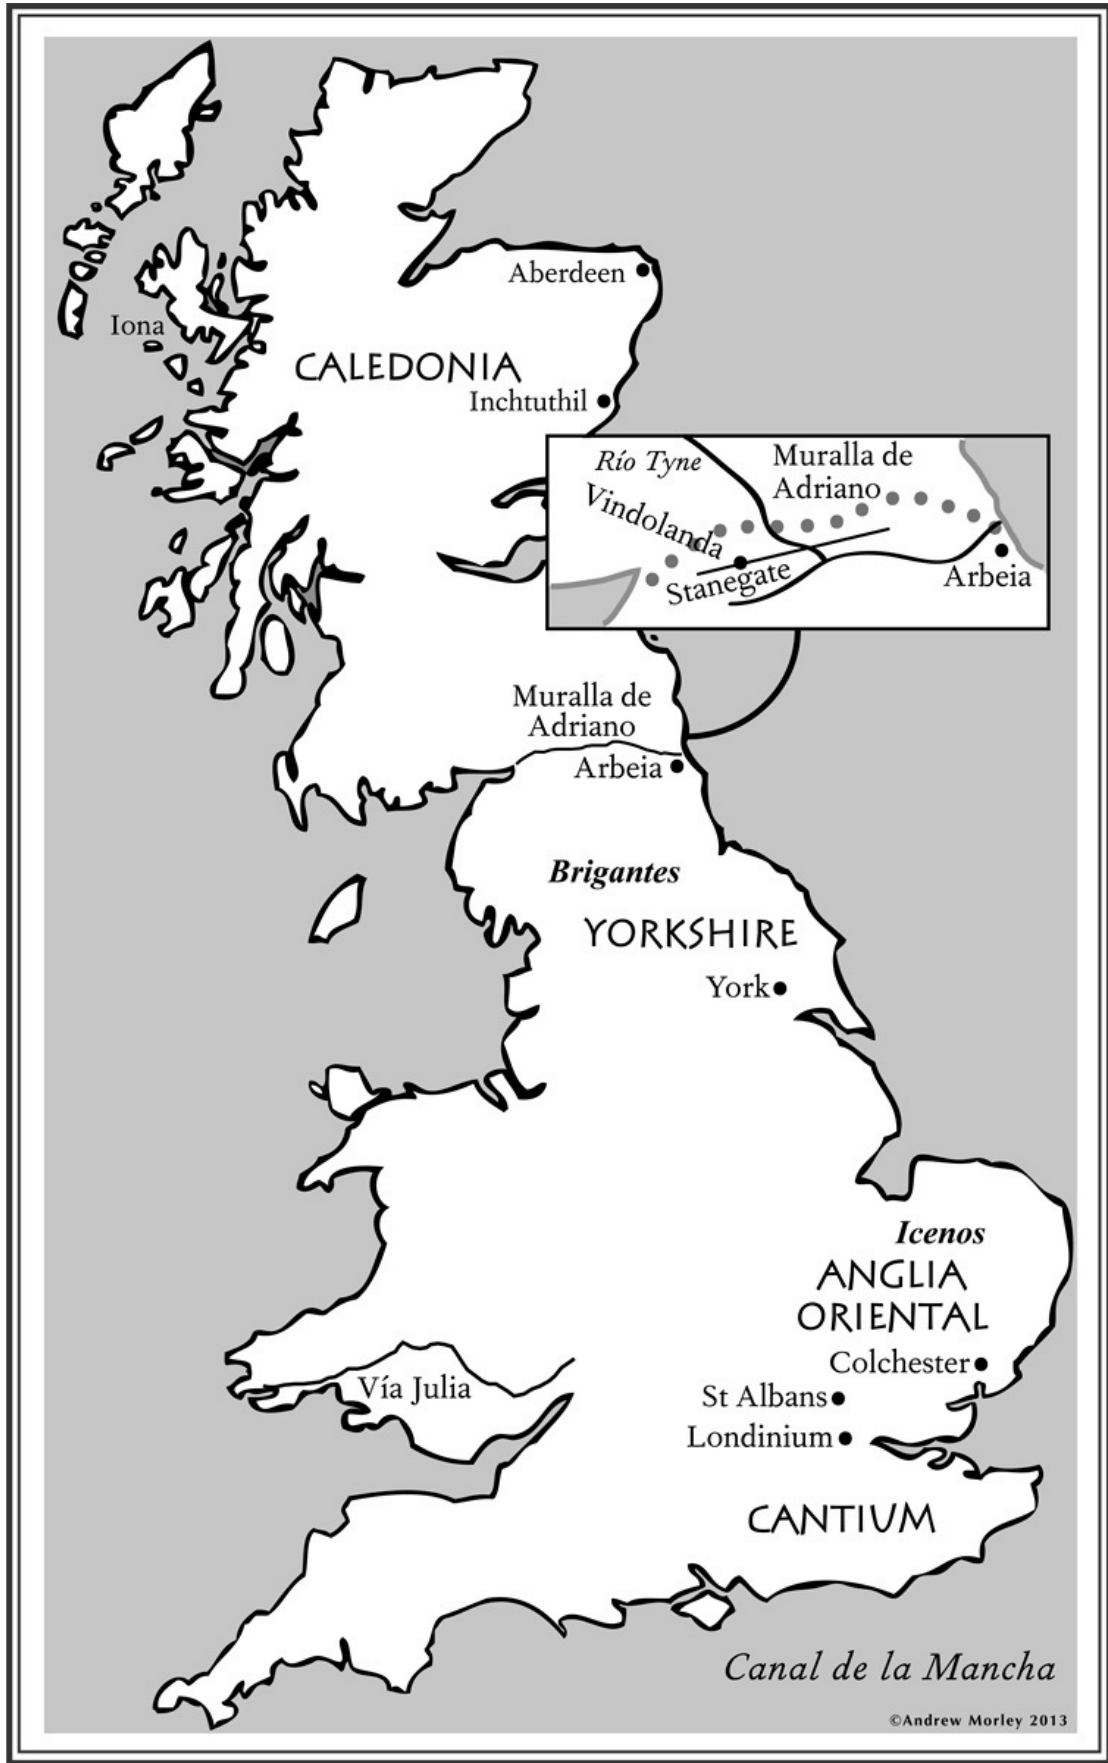 Aberdeen
Iona
CALEDONIA
Inchtuthil
Río Tyne
Muralla de
Adriano
Vindolanda
Stanegate
Arbeia
Muralla de
Adriano
Arbeia
Brigantes
YORKSHIRE
York
Icenos
ANGLIA
ORIENTAL
Colchester
St Albans
Londinium
Vía Julia
CANTIUM
Canal de la Mancha
©Andrew Morley 2013